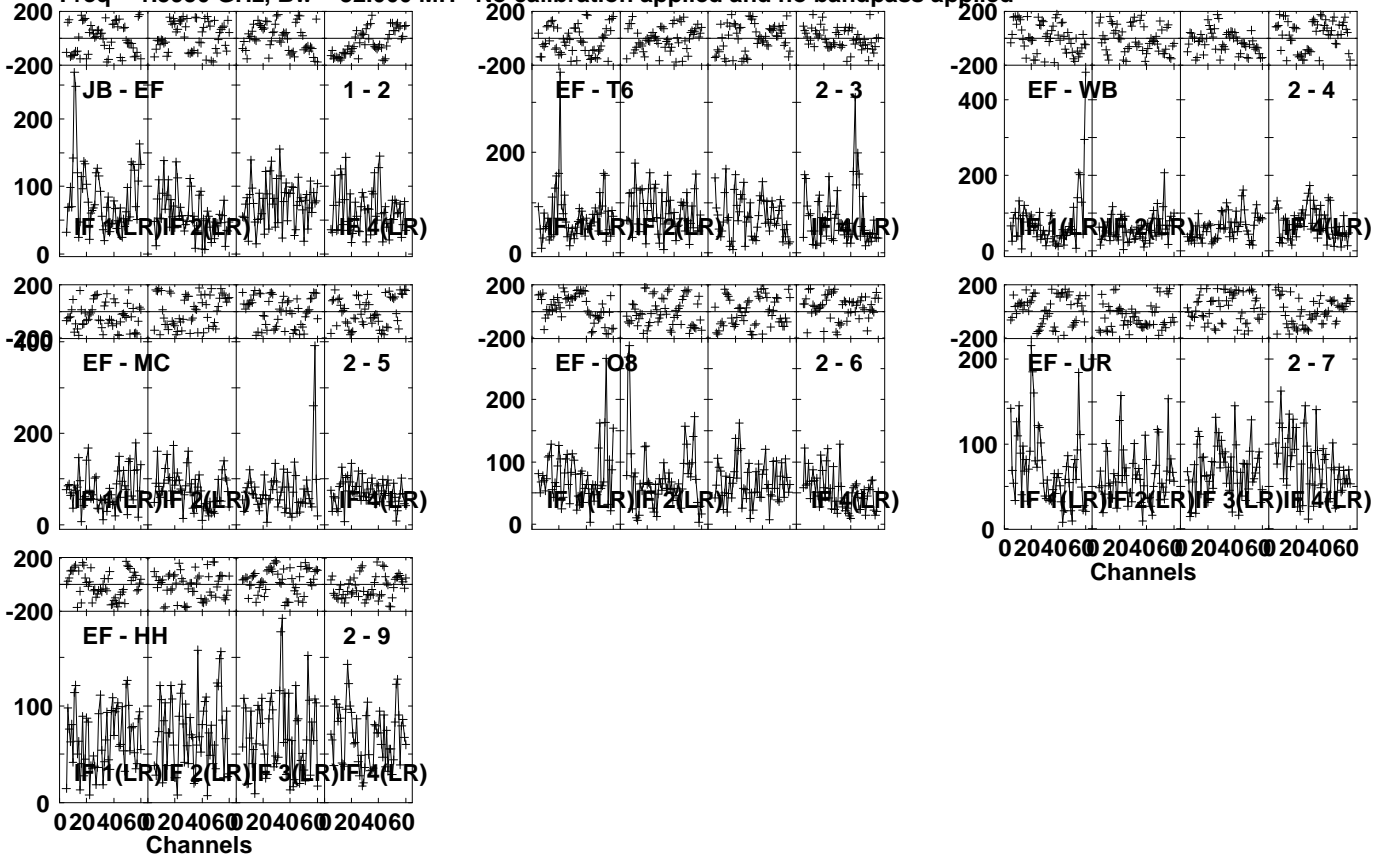 calibration applied and no bandpass applied
200
-200
JB - EF
1 - 2
200
100
0
IF 1(LR)
IF 2(LR)
IF 4(LR)
200
-200
EF - T6
2 - 3
200
0
IF 1(LR)
IF 2(LR)
IF 4(LR)
200
-200
EF - WB
2 - 4
400
200
0
IF 1(LR)
IF 2(LR)
IF 4(LR)
200
-200
400
EF - MC
2 - 5
200
0
IF 1(LR)
IF 2(LR)
IF 4(LR)
200
-200
EF - O8
2 - 6
200
100
0
IF 1(LR)
IF 2(LR)
IF 4(LR)
200
-200
200
EF - UR
2 - 7
100
0
IF 1(LR)
IF 2(LR)
IF 3(LR)
IF 4(LR)
0 20 40 60 0 20 40 60 0 20 40 60 0 20 40 60
Channels
200
-200
EF - HH
2 - 9
100
0
IF 1(LR)
IF 2(LR)
IF 3(LR)
IF 4(LR)
0 20 40 60 0 20 40 60 0 20 40 60 0 20 40 60
Channels